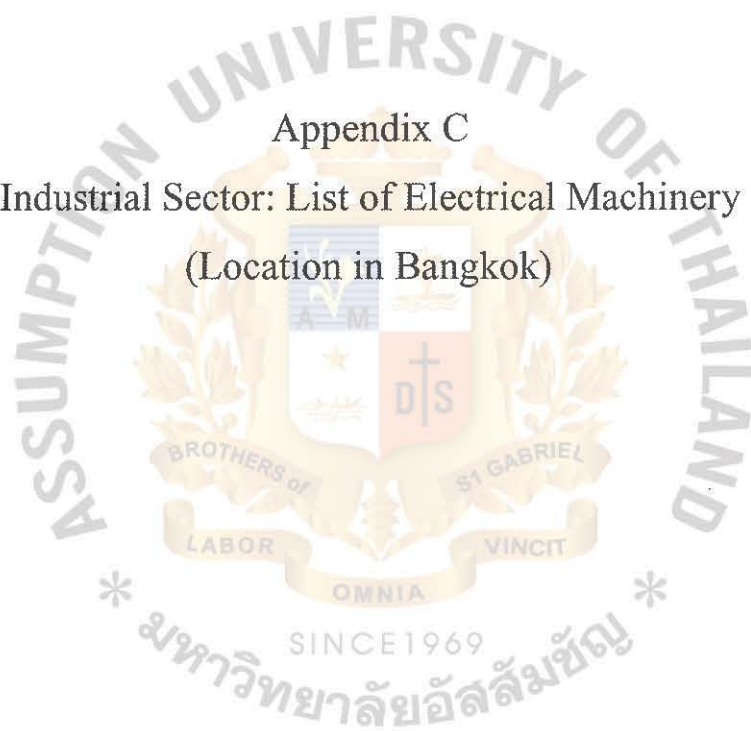 UNIVERSITY OF
ASSUMPTION
THAILAND
Appendix C
Industrial Sector: List of Electrical Machinery
(Location in Bangkok)
A M
D S
BROTHERS of
S1 GABRIEL
LABOR
VINCIT
OMNIA
SINCE1969
* มหาวิทยาลัยอัสสัมชัญ *